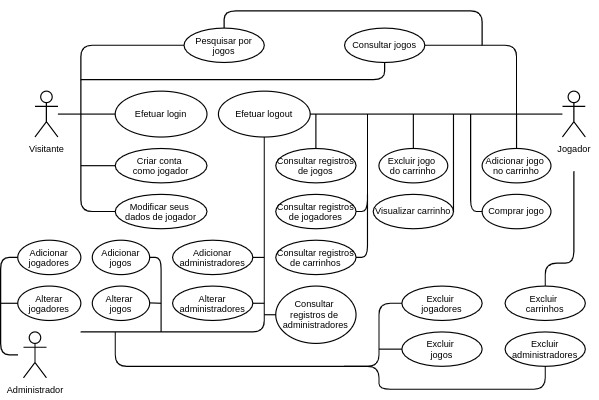 Pesquisar por
jogos
Consultar jogos
Efetuar login
Efetuar logout
Visitante
Jogador
Criar conta
como jogador
Consultar registros
de jogos
Excluir jogo
do carrinho
Adicionar jogo
no carrinho
Modificar seus
dados de jogador
Consultar registros
de jogadores
Visualizar carrinho
Comprar jogo
Adicionar
jogadores
Adicionar
jogos
Adicionar
administradores
Consultar registros
de carrinhos
Alterar
jogadores
Alterar
jogos
Alterar
administradores
Consultar
registros de
administradores
Excluir
jogadores
Excluir
carrinhos
Excluir
jogos
Excluir
administradores
Administrador